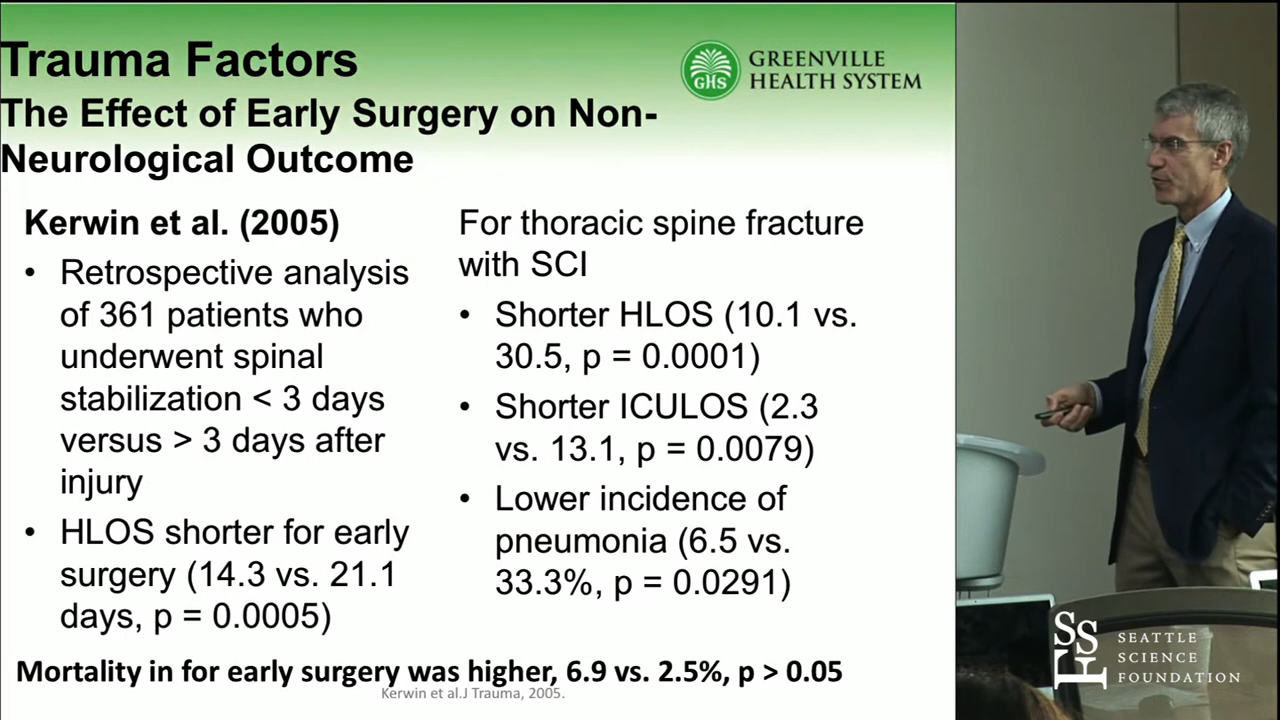 Trauma Factors
The Effect of Early Surgery on Non-
Neurological Outcome
GHS
GREENVILLE
HEALTH SYSTEM
Kerwin et al. (2005)
• Retrospective analysis
of 361 patients who
underwent spinal
stabilization < 3 days
versus > 3 days after
injury
• HLOS shorter for early
surgery (14.3 vs. 21.1
days, p = 0.0005)
For thoracic spine fracture
with SCI
• Shorter HLOS (10.1 vs.
30.5, p = 0.0001)
• Shorter ICULOS (2.3
vs. 13.1, p = 0.0079)
• Lower incidence of
pneumonia (6.5 vs.
33.3%, p = 0.0291)
Mortality in for early surgery was higher, 6.9 vs. 2.5%, p > 0.05
Kerwin et al.J Trauma, 2005.
SSF
SEATTLE
SCIENCE
FOUNDATION